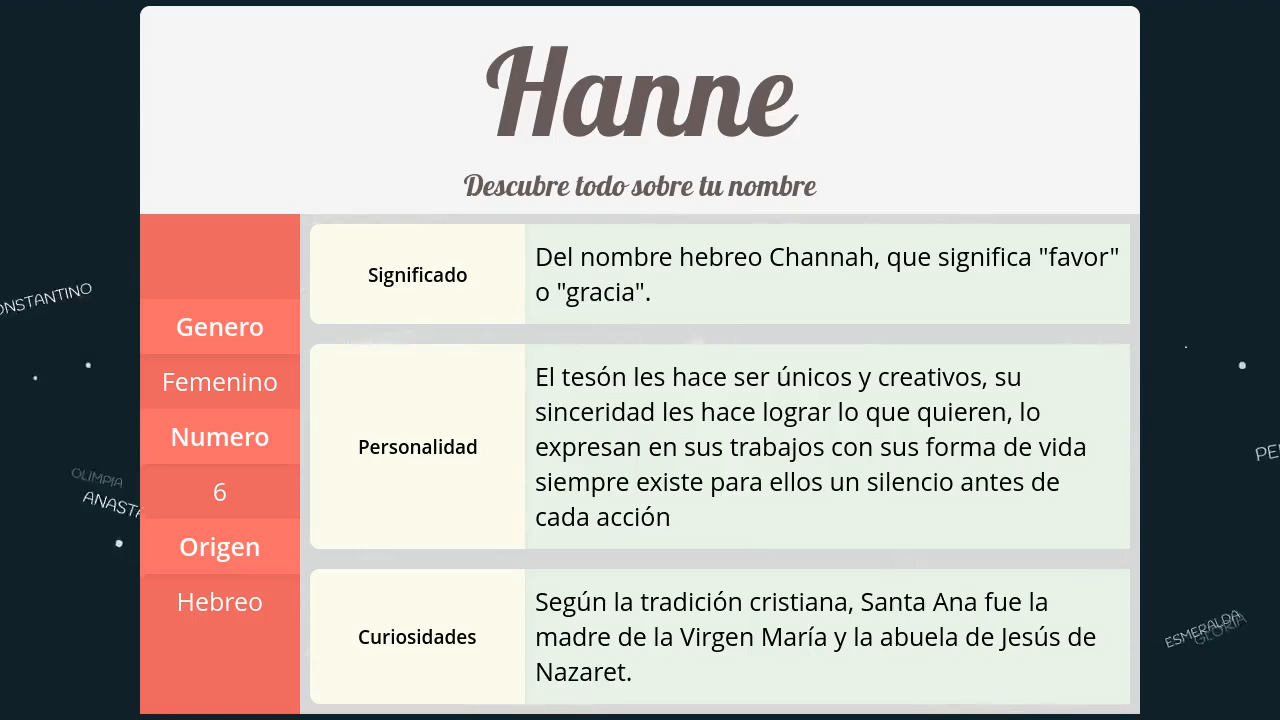 Hanne
Descubre todo sobre tu nombre
Genero
Femenino
Numero
6
Origen
Hebreo
Significado
Del nombre hebreo Channah, que significa "favor"
o "gracia".
Personalidad
El tesón les hace ser únicos y creativos, su
sinceridad les hace lograr lo que quieren, lo
expresan en sus trabajos con sus forma de vida
siempre existe para ellos un silencio antes de
cada acción
Curiosidades
Según la tradición cristiana, Santa Ana fue la
madre de la Virgen María y la abuela de Jesús de
Nazaret.
ONSTANTINO
OLIMPIA
ANASTA
PE
ESMERALDA
GLORIA